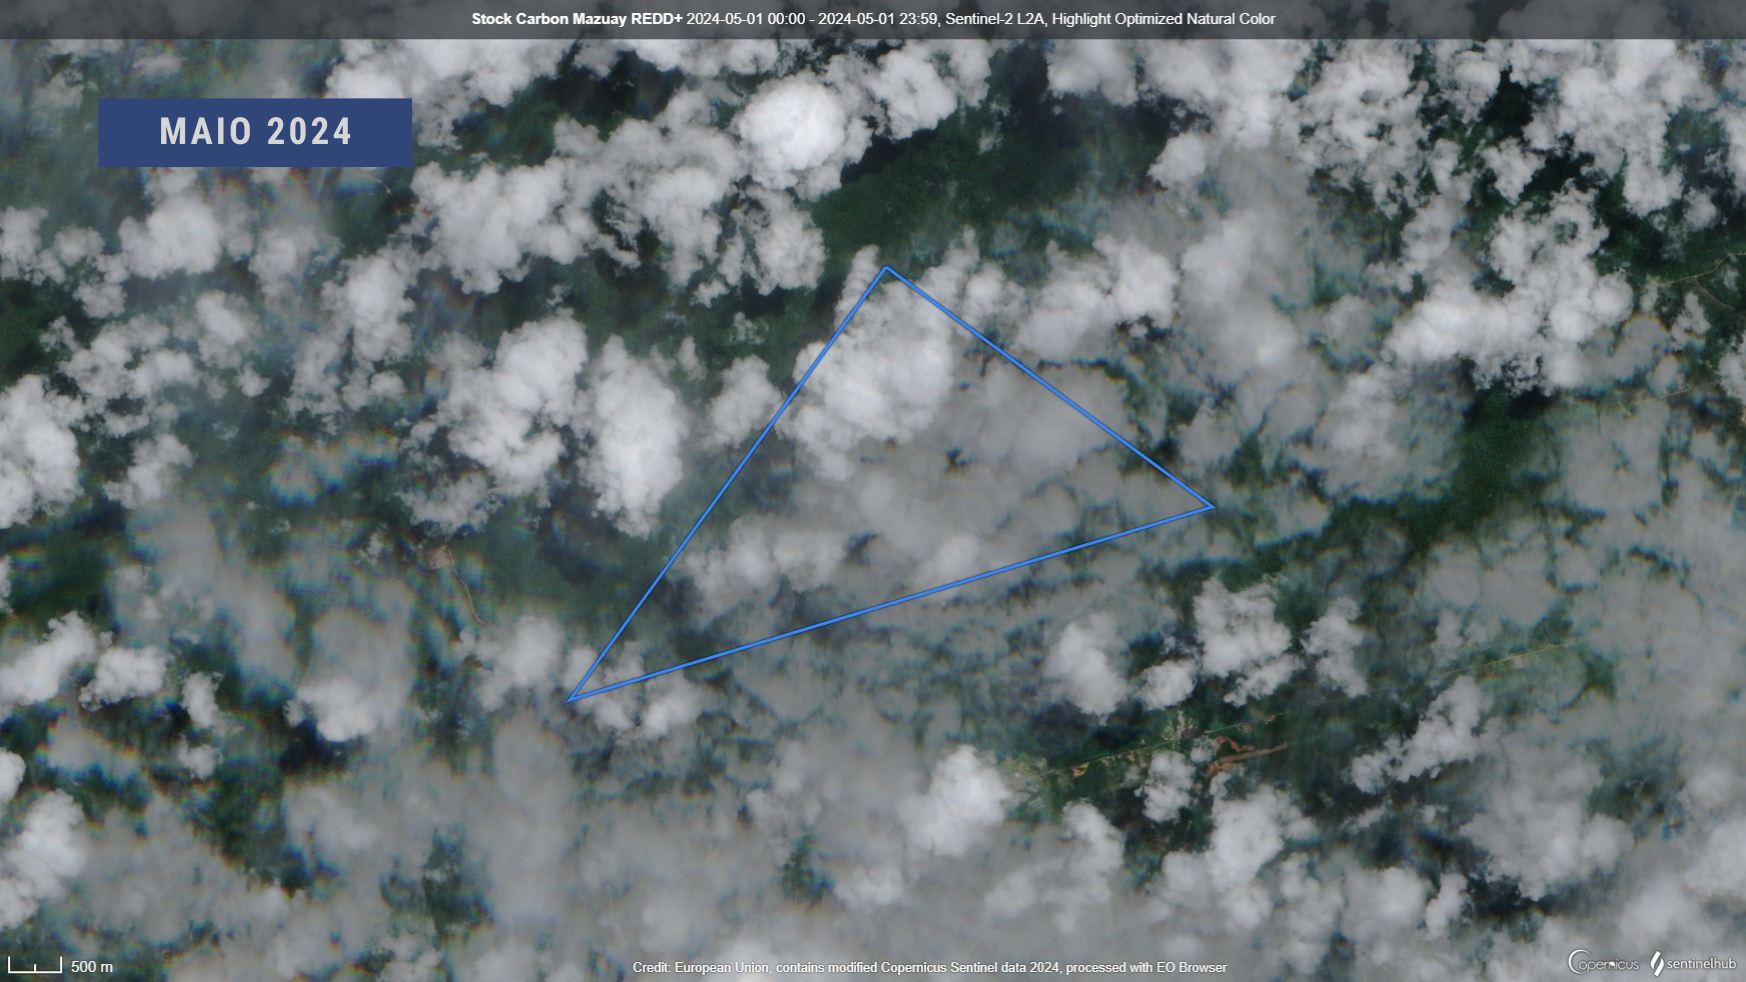 Stock Carbon Mazuay REDD+ 2024-05-01 00:00 - 2024-05-01 23:59, Sentinel-2 L2A, Highlight Optimized Natural Color
MAIO 2024
500 m
Credit: European Union, contains modified Copernicus Sentinel data 2024, processed with EO Browser
Copernicus
sentinelhub